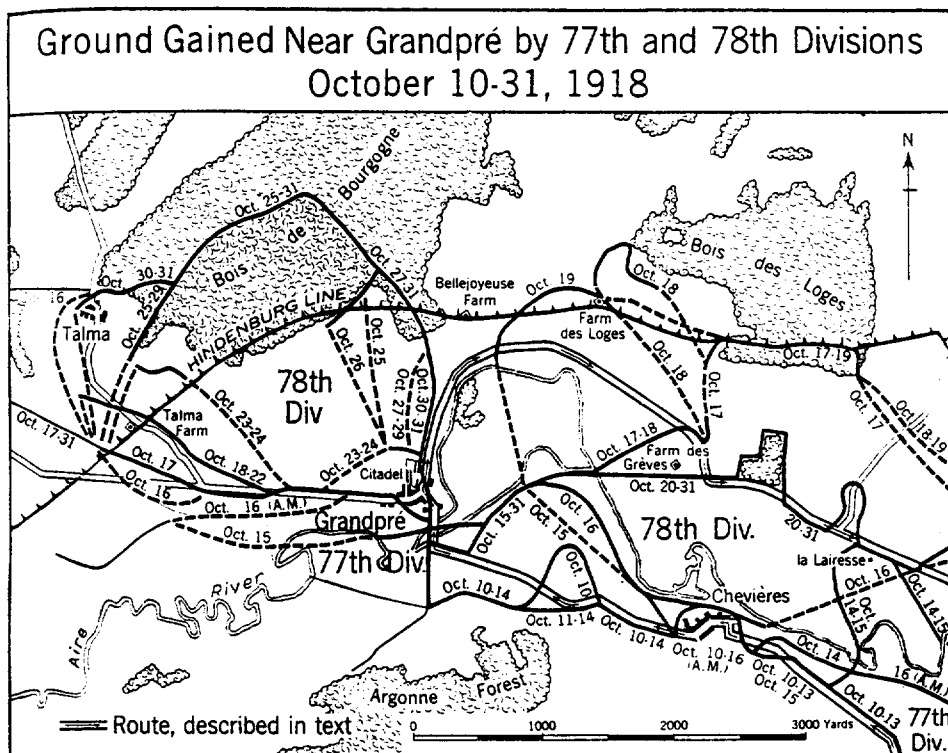 Ground Gained Near Grandpré by 77th and 78th Divisions
October 10-31, 1918
N
Bois de Bourgogne
Oct. 25-31
Oct. 30-31
16
Talma
Oct. 25-29
HINDENBURG LINE
Oct. 27-31
Bellejoyeuse
Farm
Oct. 19
Oct. 18
Bois des Loges
Farm
des Loges
Oct. 17-19
Oct. 26
Oct. 25
Oct. 18
Oct. 17
Oct. 17
Oct. 18-19
78th
Div
Oct. 27-29
Oct. 30-31
Talma
Farm
Oct. 23-24
Oct. 23-24
Oct. 17-18
Farm des
Grèves
Citadel
Oct. 17-31
Oct. 17
Oct. 18-22
Oct. 16
Oct. 16 (A.M.)
Oct. 20-31
Grandpré
Oct. 15
77th Div.
Oct. 15-31
Oct. 15
Oct. 16
78th Div.
20-31
la Lairesse
Oct. 16
Aire River
Oct. 10-14
Oct. 10
Oct. 11-14
Oct. 10-14
Chevières
Oct. 10-16
(A.M.)
Oct. 14
Oct. 14-15
Oct. 14-15
Oct. 10-13
Oct. 15
16 (A.M.)
Oct. 10-13
77th
Div.
Argonne Forest
Route, described in text
0 1000 2000 3000 Yards